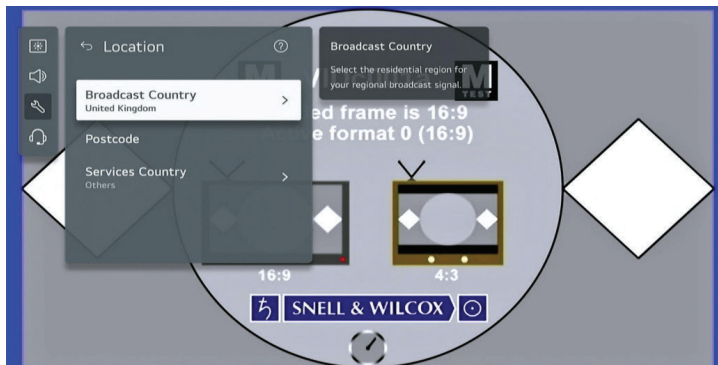 Location
?
Broadcast Country
United Kingdom
Postcode
Services Country
Others
Broadcast Country
Select the residential region for
your regional broadcast signal.
M
TEST
ed frame is 16:9
format 0 (16:9)
16:9
4:3
SNELL & WILCOX